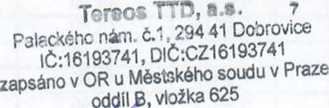 Tereos TTD, a.s. 7
Palackého nám. č.1, 294 41 Dobrovice
IČ:16193741, DIČ:CZ16193741
zapsáno v OR u Městského soudu v Praze
oddíl B, vložka 625